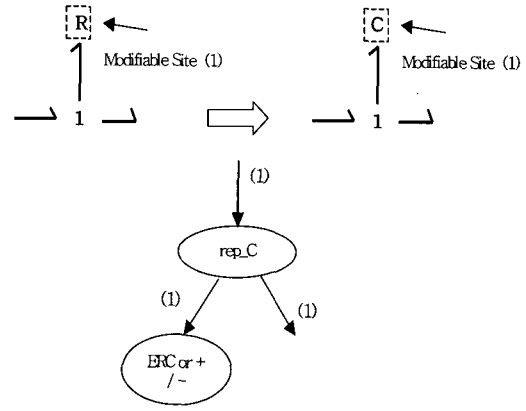 R
C
Modifiable Site (1)
Modifiable Site (1)
1
1
(1)
rep_C
(1)
(1)
ERC or +
/ -